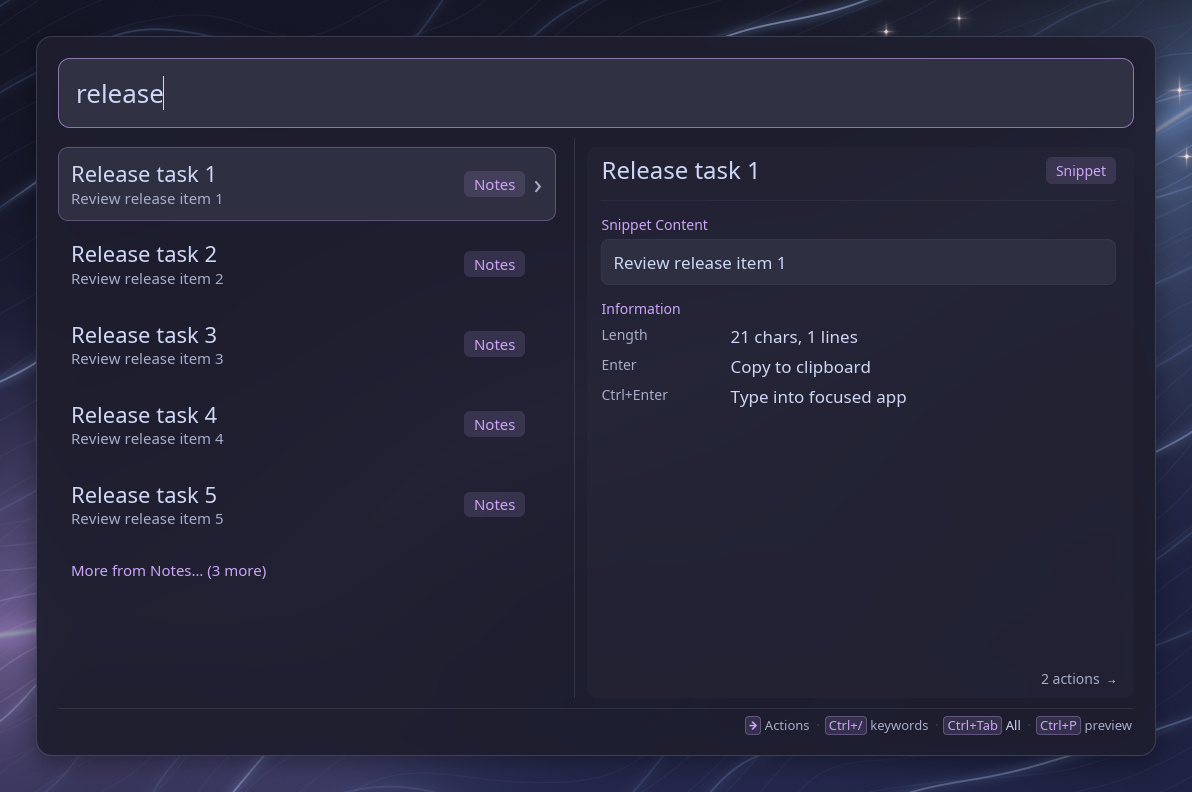 release
Release task 1
Review release item 1
Notes
Release task 2
Review release item 2
Notes
Release task 3
Review release item 3
Notes
Release task 4
Review release item 4
Notes
Release task 5
Review release item 5
Notes
More from Notes... (3 more)
Release task 1
Snippet
Snippet Content
Review release item 1
Information
Length 21 chars, 1 lines
Enter Copy to clipboard
Ctrl+Enter Type into focused app
2 actions →
→ Actions · Ctrl+/ keywords · Ctrl+Tab All · Ctrl+P preview